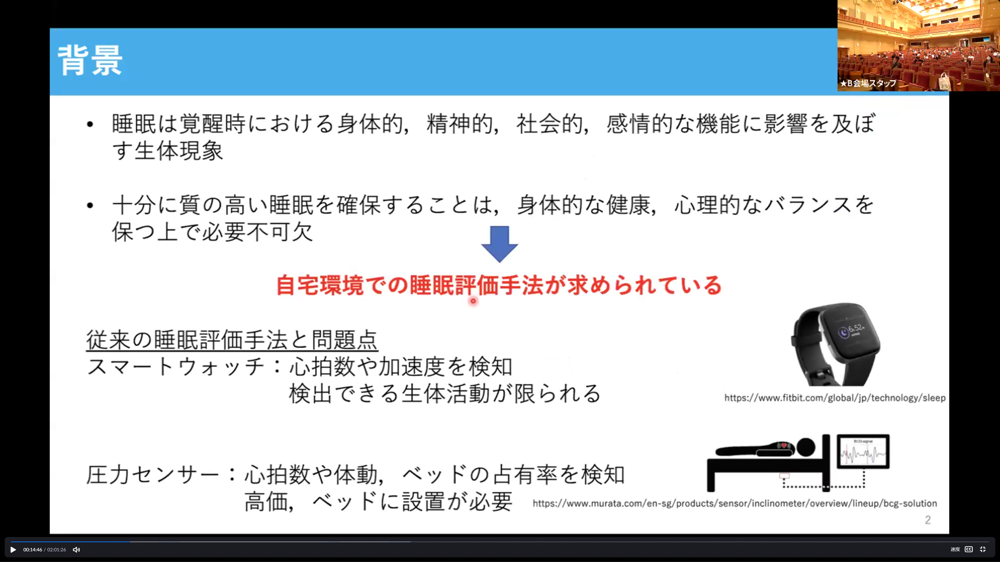 背景
★B会場スタッフ
• 睡眠は覚醒時における身体的，精神的，社会的，感情的な機能に影響を及ぼ
す生体現象
• 十分に質の高い睡眠を確保することは，身体的な健康，心理的なバランスを
保つ上で必要不可欠
自宅環境での睡眠評価手法が求められている
従来の睡眠評価手法と問題点
スマートウォッチ：心拍数や加速度を検知
検出できる生体活動が限られる
6h 52m
asleep
https://www.fitbit.com/global/jp/technology/sleep
BCG-signal
圧力センサー：心拍数や体動，ベッドの占有率を検知
高価，ベッドに設置が必要
https://www.murata.com/en-sg/products/sensor/inclinometer/overview/lineup/bcg-solution
2
00:14:46 / 02:01:26
速度
CC